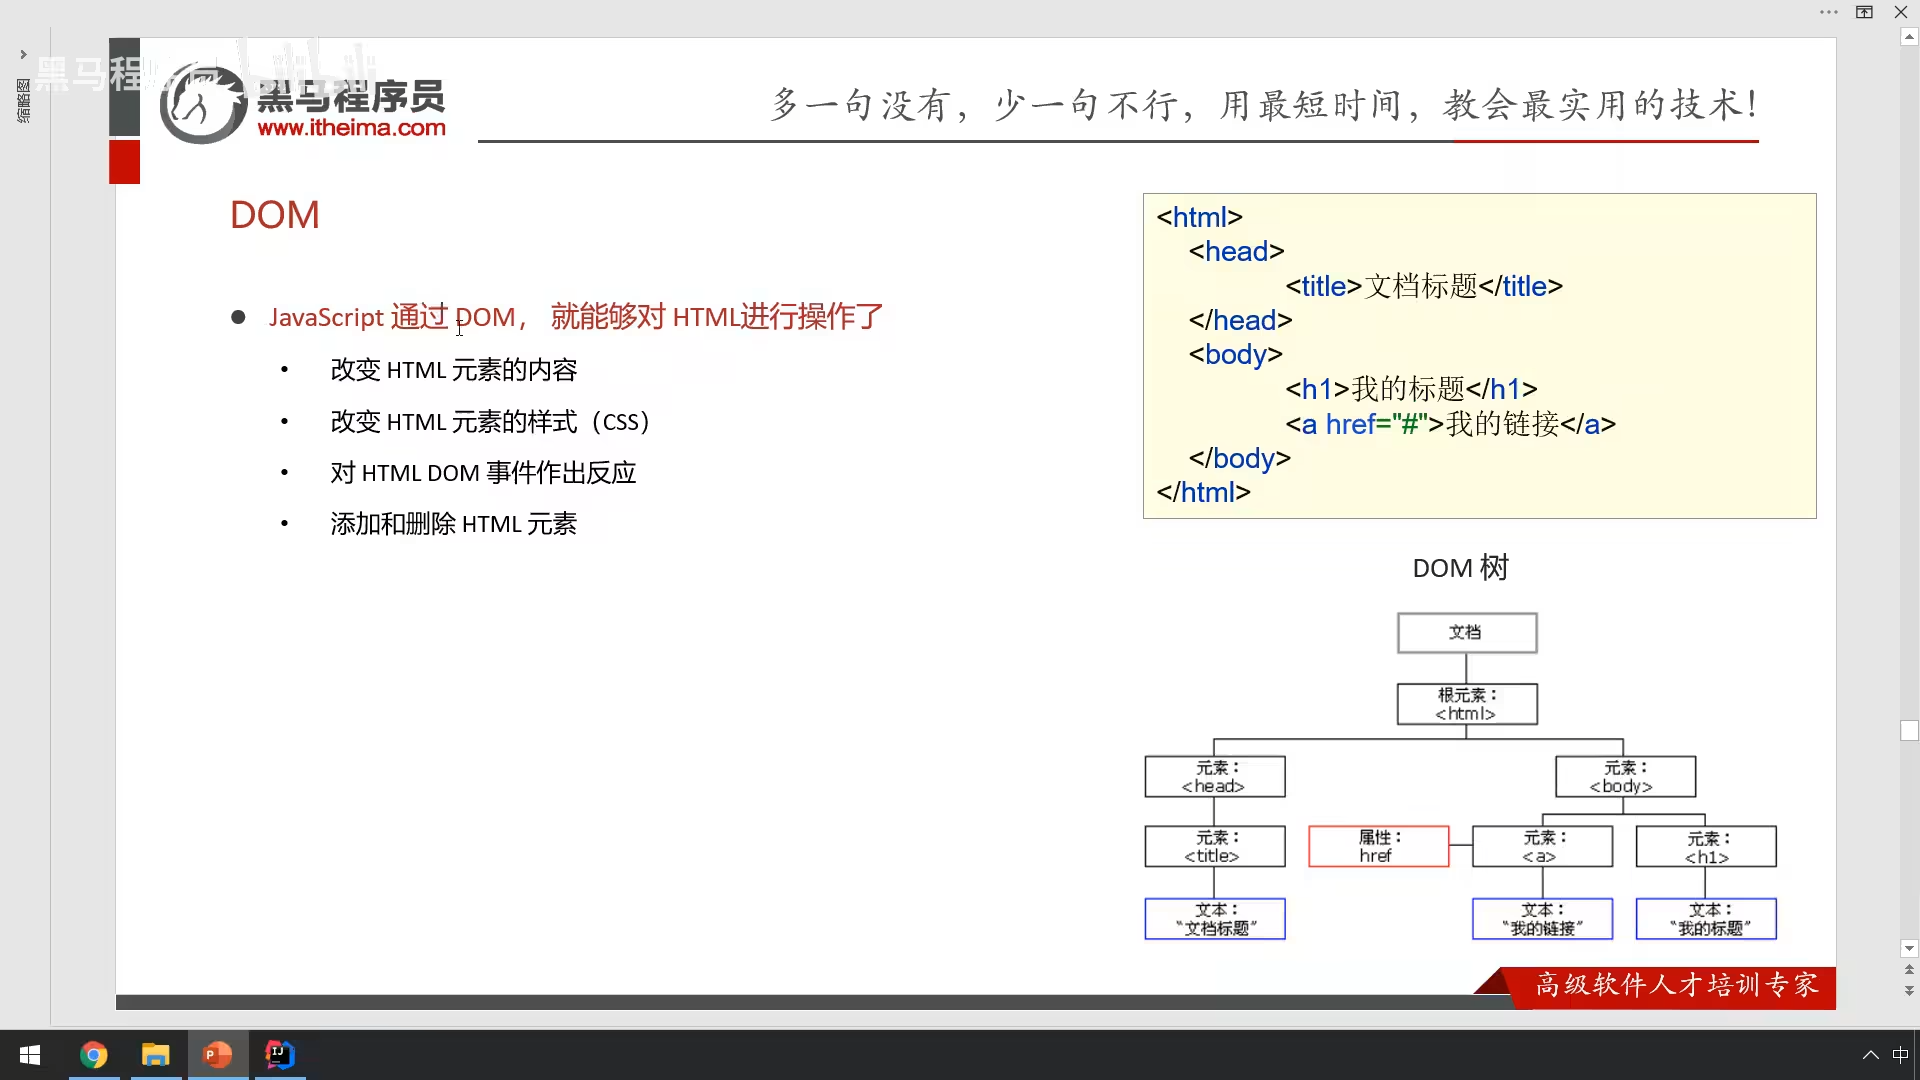 缩略图
黑马程序员
黑马程序员
www.itheima.com
多一句没有，少一句不行，用最短时间，教会最实用的技术！
DOM
● JavaScript 通过 DOM， 就能够对 HTML进行操作了
• 改变 HTML 元素的内容
• 改变 HTML 元素的样式（CSS）
• 对 HTML DOM 事件作出反应
• 添加和删除 HTML 元素
<html>
<head>
<title>文档标题</title>
</head>
<body>
<h1>我的标题</h1>
<a href="#">我的链接</a>
</body>
</html>
DOM 树
文档
根元素：
<html>
元素：
<head>
元素：
<body>
元素：
<title>
属性：
href
元素：
<a>
元素：
<h1>
文本：
“文档标题”
文本：
“我的链接”
文本：
“我的标题”
高级软件人才培训专家
中